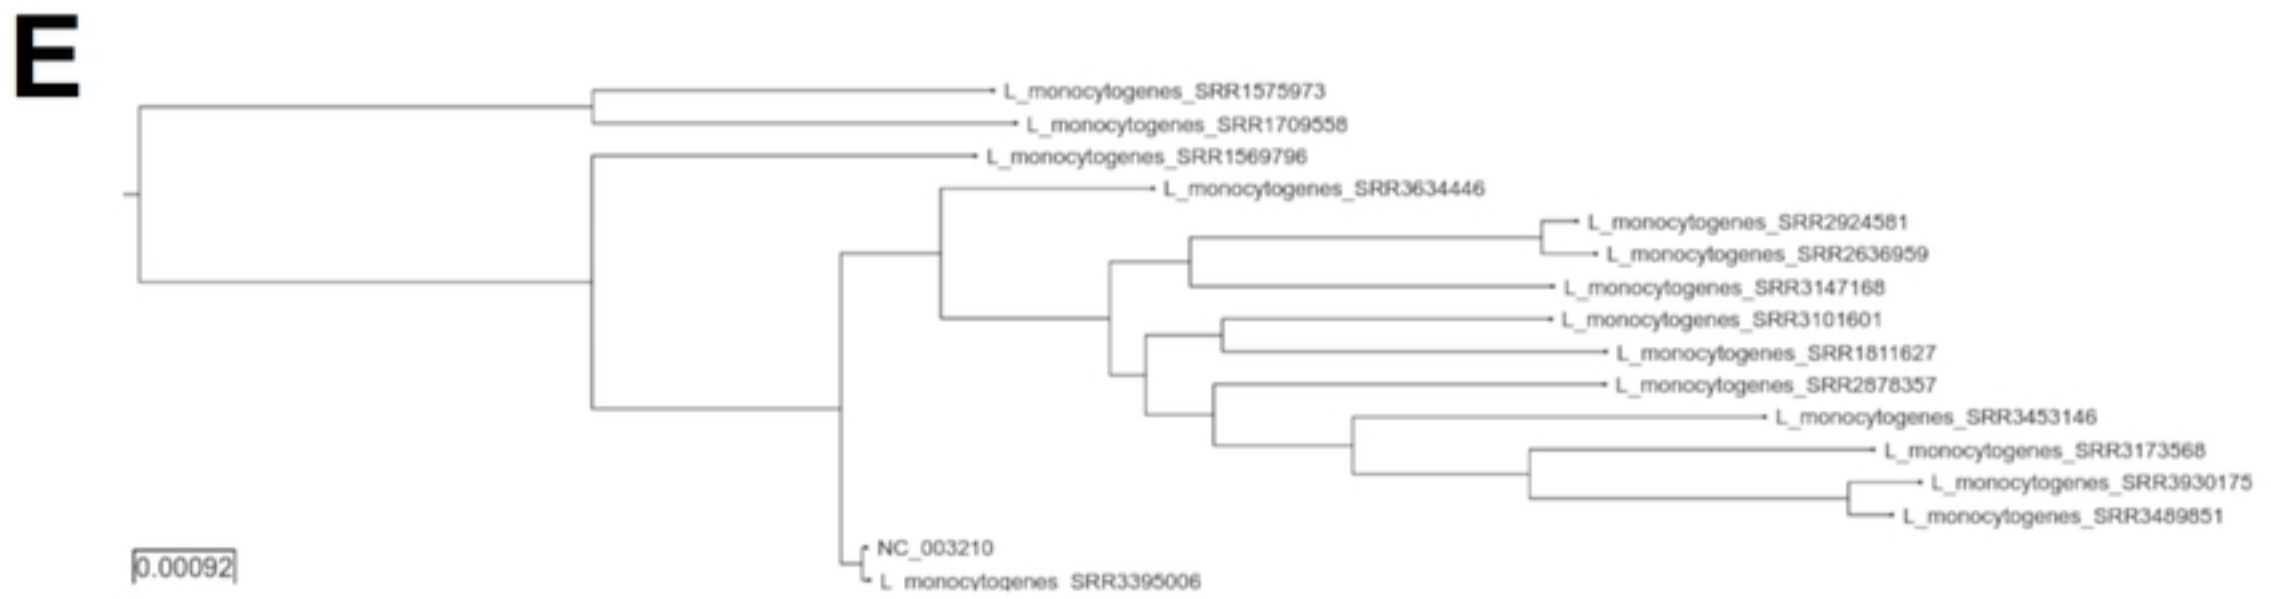 E
L_monocytogenes_SRR1575973
L_monocytogenes_SRR1709558
L_monocytogenes_SRR1569796
L_monocytogenes_SRR3634446
L_monocytogenes_SRR2924581
L_monocytogenes_SRR2636959
L_monocytogenes_SRR3147168
L_monocytogenes_SRR3101601
L_monocytogenes_SRR1811627
L_monocytogenes_SRR2878357
L_monocytogenes_SRR3453146
L_monocytogenes_SRR3173568
L_monocytogenes_SRR3930175
L_monocytogenes_SRR3489851
NC_003210
L_monocytogenes_SRR3395006
0.00092